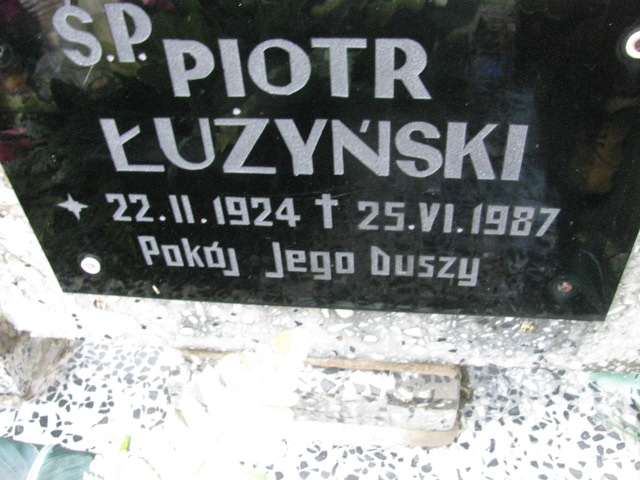 Ś.P. PIOTR
ŁUŻYŃSKI
22.II.1924 † 25.VI.1987
Pokój Jego Duszy